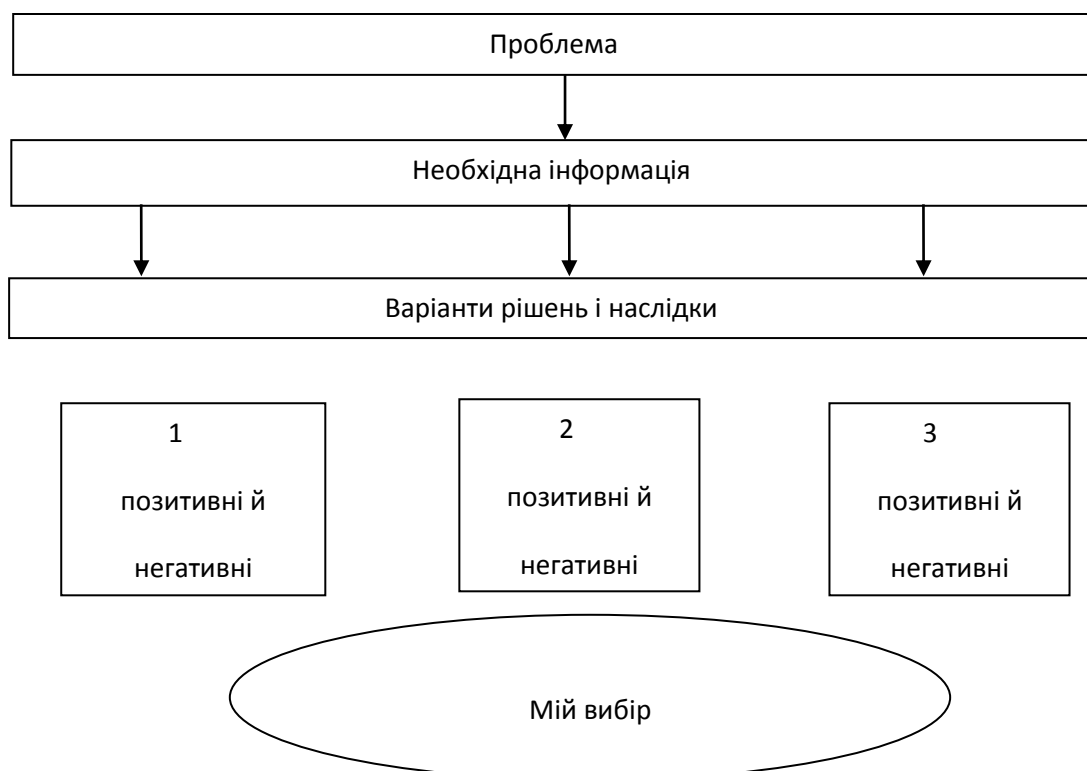 Проблема
Необхідна інформація
Варіанти рішень і наслідки
1
позитивні й
негативні
2
позитивні й
негативні
3
позитивні й
негативні
Мій вибір